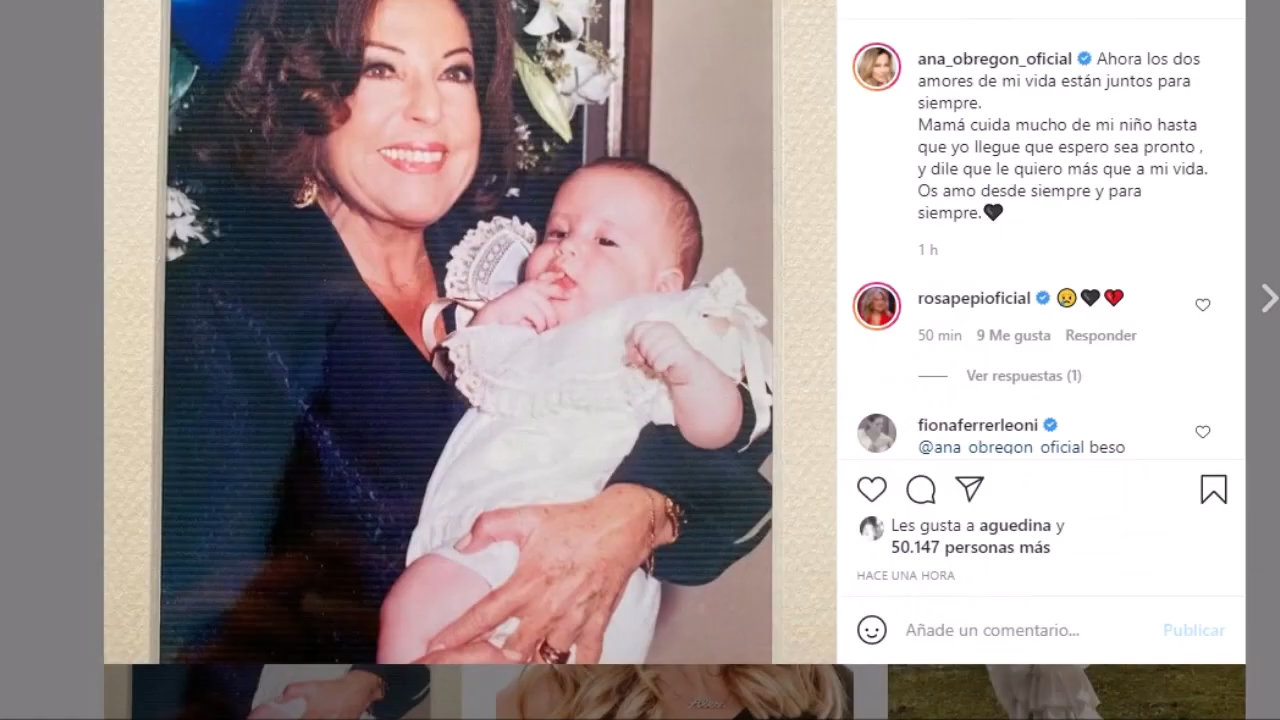 ana_obregon_oficial Ahora los dos
amores de mi vida están juntos para
siempre.
Mamá cuida mucho de mi niño hasta
que yo llegue que espero sea pronto ,
y dile que le quiero más que a mi vida.
Os amo desde siempre y para
siempre.🖤
1 h
rosapepioficial 😢🖤💔
50 min 9 Me gusta Responder
Ver respuestas (1)
fionaferrerleoni
@ana_obregon_oficial beso
Les gusta a aguedina y
50.147 personas más
HACE UNA HORA
Añade un comentario... Publicar